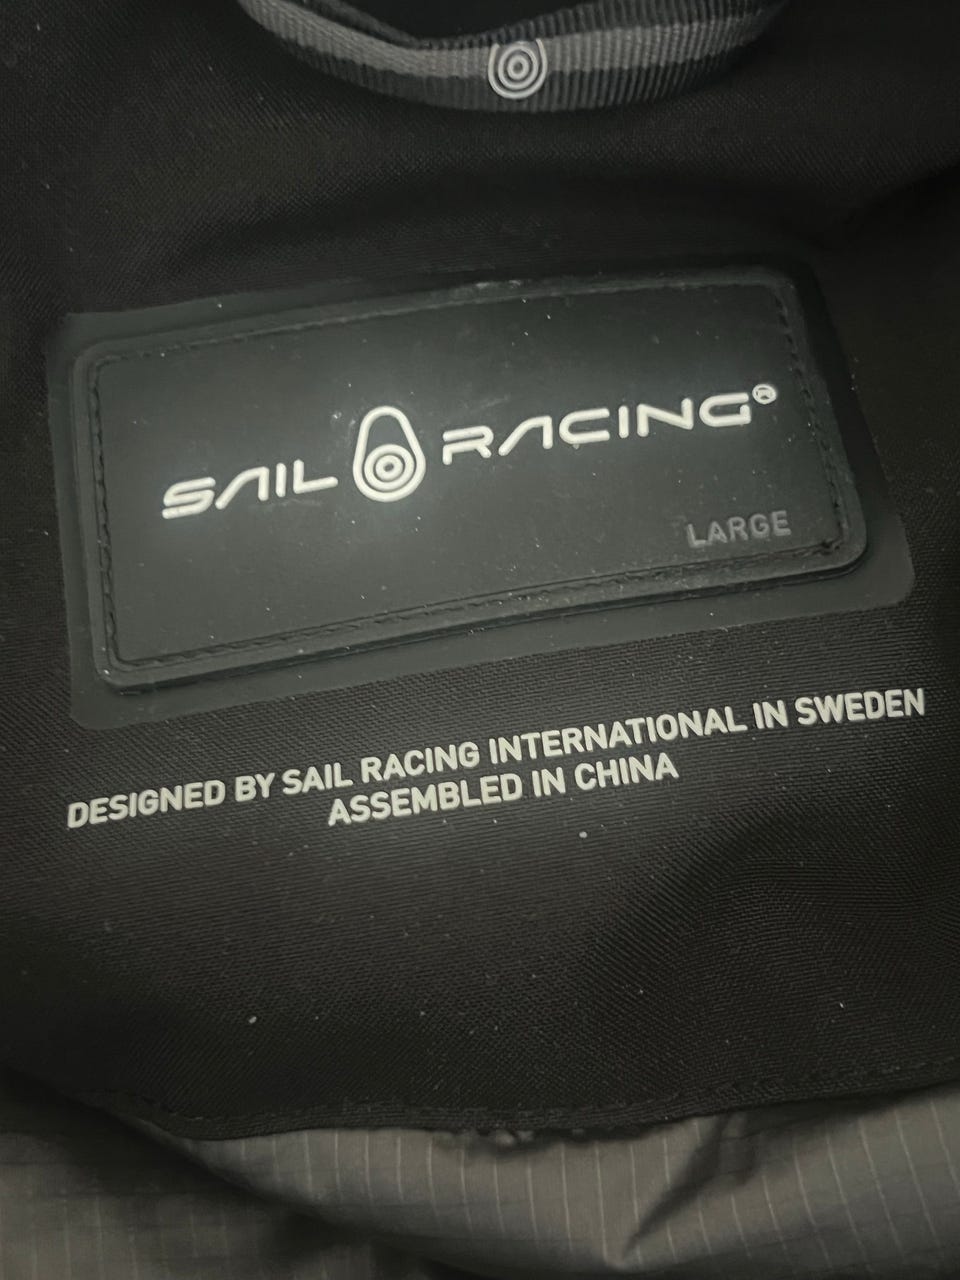 SAIL RACING®
LARGE
DESIGNED BY SAIL RACING INTERNATIONAL IN SWEDEN
ASSEMBLED IN CHINA